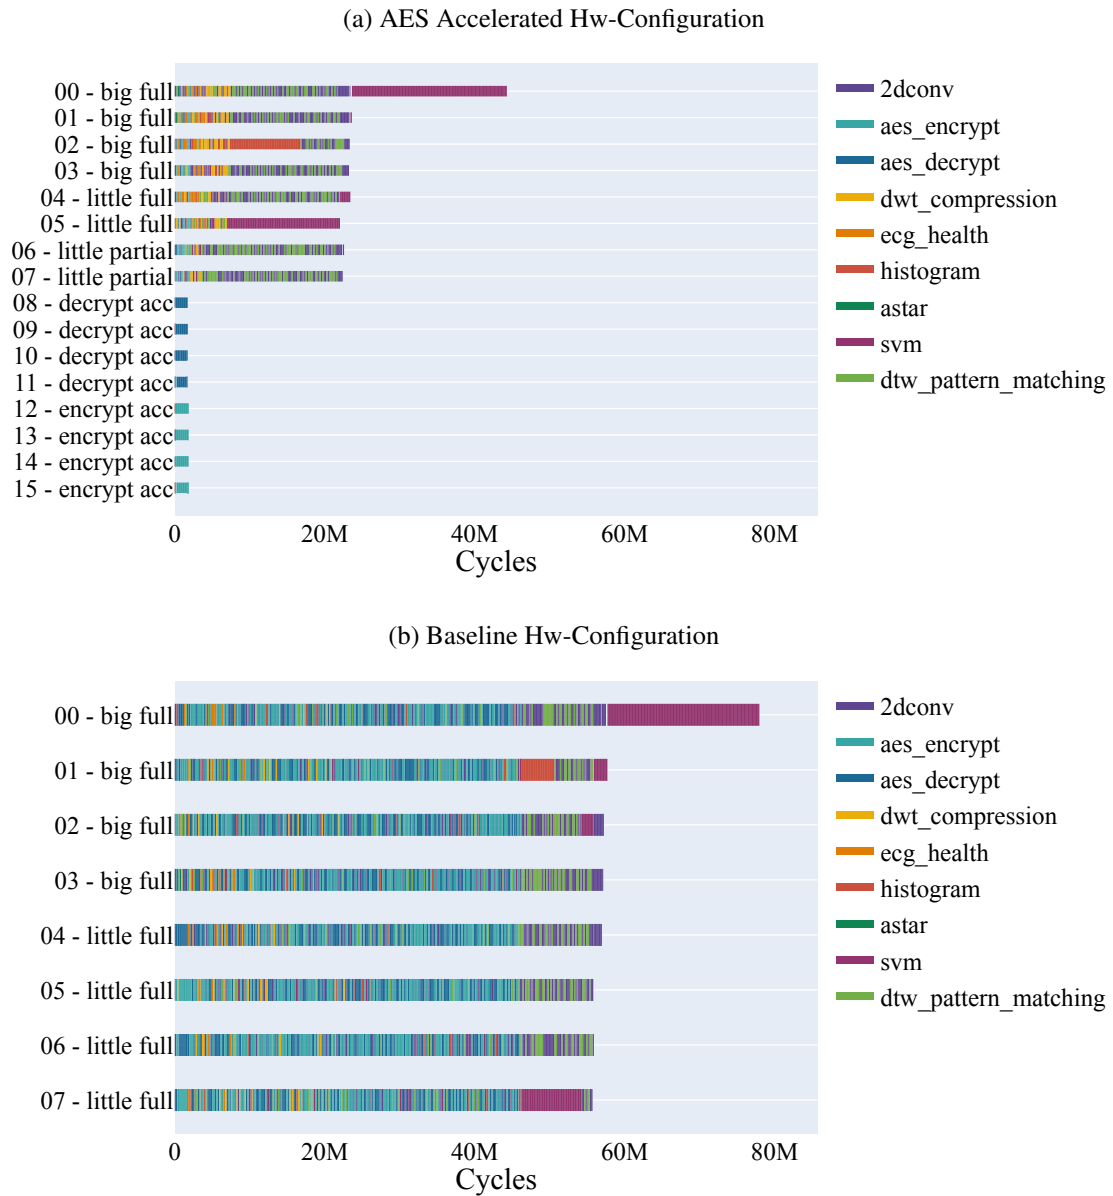 (a) AES Accelerated Hw-Configuration
00 - big full
01 - big full
02 - big full
03 - big full
04 - little full
05 - little full
06 - little partial
07 - little partial
08 - decrypt acc
09 - decrypt acc
10 - decrypt acc
11 - decrypt acc
12 - encrypt acc
13 - encrypt acc
14 - encrypt acc
15 - encrypt acc
0 20M 40M 60M 80M
Cycles
2dconv
aes_encrypt
aes_decrypt
dwt_compression
ecg_health
histogram
astar
svm
dtw_pattern_matching
(b) Baseline Hw-Configuration
00 - big full
01 - big full
02 - big full
03 - big full
04 - little full
05 - little full
06 - little full
07 - little full
0 20M 40M 60M 80M
Cycles
2dconv
aes_encrypt
aes_decrypt
dwt_compression
ecg_health
histogram
astar
svm
dtw_pattern_matching